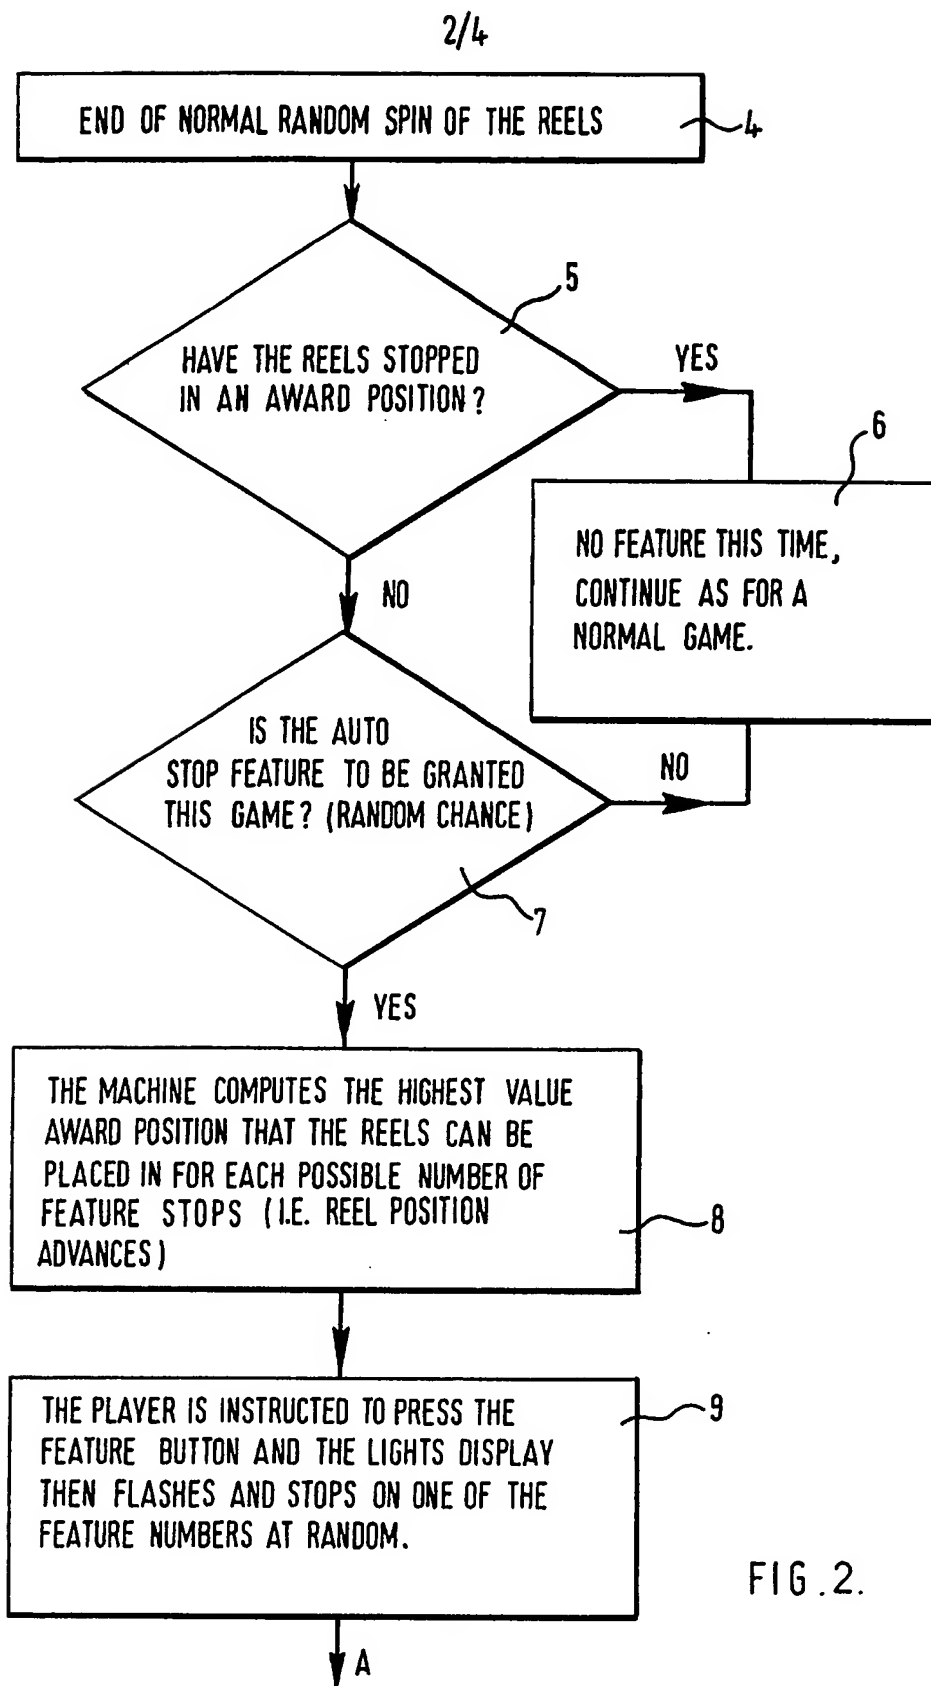 2/4
END OF NORMAL RANDOM SPIN OF THE REELS
4
5
HAVE THE REELS STOPPED
IN AN AWARD POSITION?
YES
6
NO FEATURE THIS TIME,
CONTINUE AS FOR A
NORMAL GAME.
NO
IS THE AUTO
STOP FEATURE TO BE GRANTED
THIS GAME? (RANDOM CHANCE)
NO
7
YES
THE MACHINE COMPUTES THE HIGHEST VALUE
AWARD POSITION THAT THE REELS CAN BE
PLACED IN FOR EACH POSSIBLE NUMBER OF
FEATURE STOPS (I.E. REEL POSITION
ADVANCES)
8
THE PLAYER IS INSTRUCTED TO PRESS THE
FEATURE BUTTON AND THE LIGHTS DISPLAY
THEN FLASHES AND STOPS ON ONE OF THE
FEATURE NUMBERS AT RANDOM.
9
FIG.2.
A